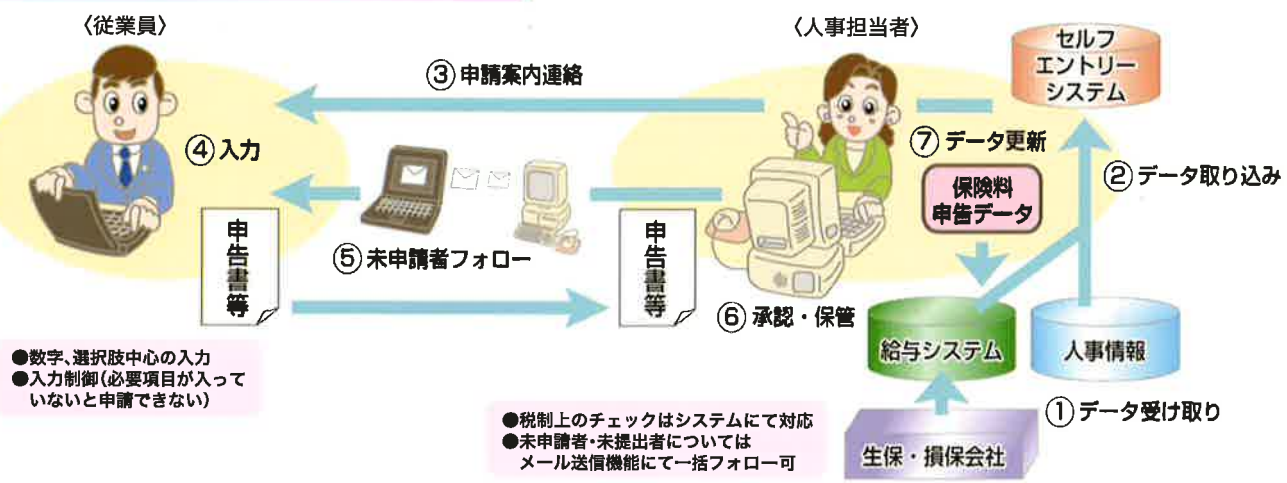 〈従業員〉
〈人事担当者〉
セルフ
エントリー
システム
③申請案内連絡
④入力
⑦データ更新
②データ取り込み
保険料
申告データ
申告書等
⑤未申請者フォロー
申告書等
⑥承認・保管
給与システム
人事情報
①データ受け取り
生保・損保会社
●数字、選択肢中心の入力
●入力制御(必要項目が入って
いないと申請できない)
●税制上のチェックはシステムにて対応
●未申請者・未提出者については
メール送信機能にて一括フォロー可